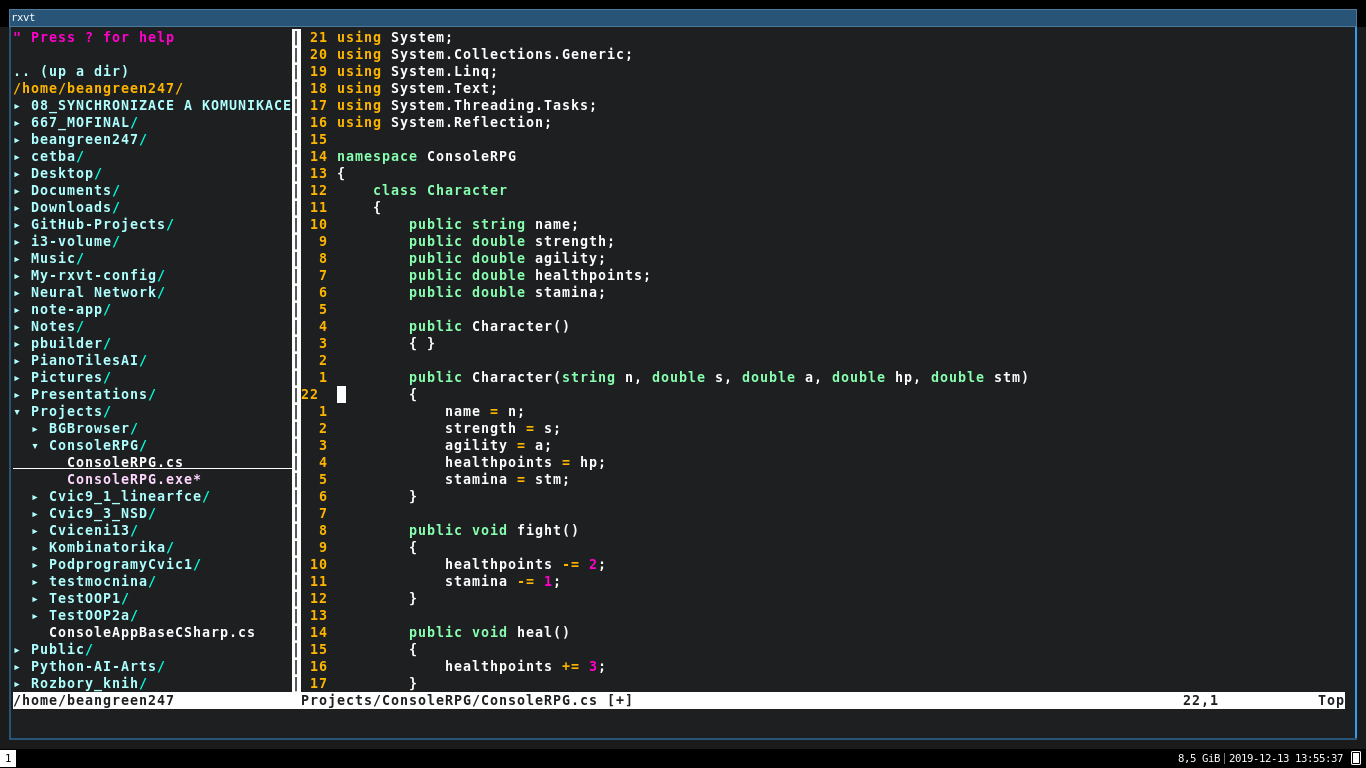 rxvt
" Press ? for help
.. (up a dir)
/home/beangreen247/
▸ 08_SYNCHRONIZACE A KOMUNIKACE
▸ 667_MOFINAL/
▸ beangreen247/
▸ cetba/
▸ Desktop/
▸ Documents/
▸ Downloads/
▸ GitHub-Projects/
▸ i3-volume/
▸ Music/
▸ My-rxvt-config/
▸ Neural Network/
▸ note-app/
▸ Notes/
▸ pbuilder/
▸ PianoTilesAI/
▸ Pictures/
▸ Presentations/
▾ Projects/
  ▸ BGBrowser/
  ▾ ConsoleRPG/
      ConsoleRPG.cs
      ConsoleRPG.exe*
  ▸ Cvic9_1_linearfce/
  ▸ Cvic9_3_NSD/
  ▸ Cviceni13/
  ▸ Kombinatorika/
  ▸ PodprogramyCvic1/
  ▸ testmocnina/
  ▸ TestOOP1/
  ▸ TestOOP2a/
    ConsoleAppBaseCSharp.cs
▸ Public/
▸ Python-AI-Arts/
▸ Rozbory_knih/
/home/beangreen247
21 using System;
20 using System.Collections.Generic;
19 using System.Linq;
18 using System.Text;
17 using System.Threading.Tasks;
16 using System.Reflection;
15
14 namespace ConsoleRPG
13 {
12     class Character
11     {
10         public string name;
 9         public double strength;
 8         public double agility;
 7         public double healthpoints;
 6         public double stamina;
 5
 4         public Character()
 3         { }
 2
 1         public Character(string n, double s, double a, double hp, double stm)
22         {
 1             name = n;
 2             strength = s;
 3             agility = a;
 4             healthpoints = hp;
 5             stamina = stm;
 6         }
 7
 8         public void fight()
 9         {
10             healthpoints -= 2;
11             stamina -= 1;
12         }
13
14         public void heal()
15         {
16             healthpoints += 3;
17         }
Projects/ConsoleRPG/ConsoleRPG.cs [+] 22,1 Top
1
8,5 GiB|2019-12-13 13:55:37